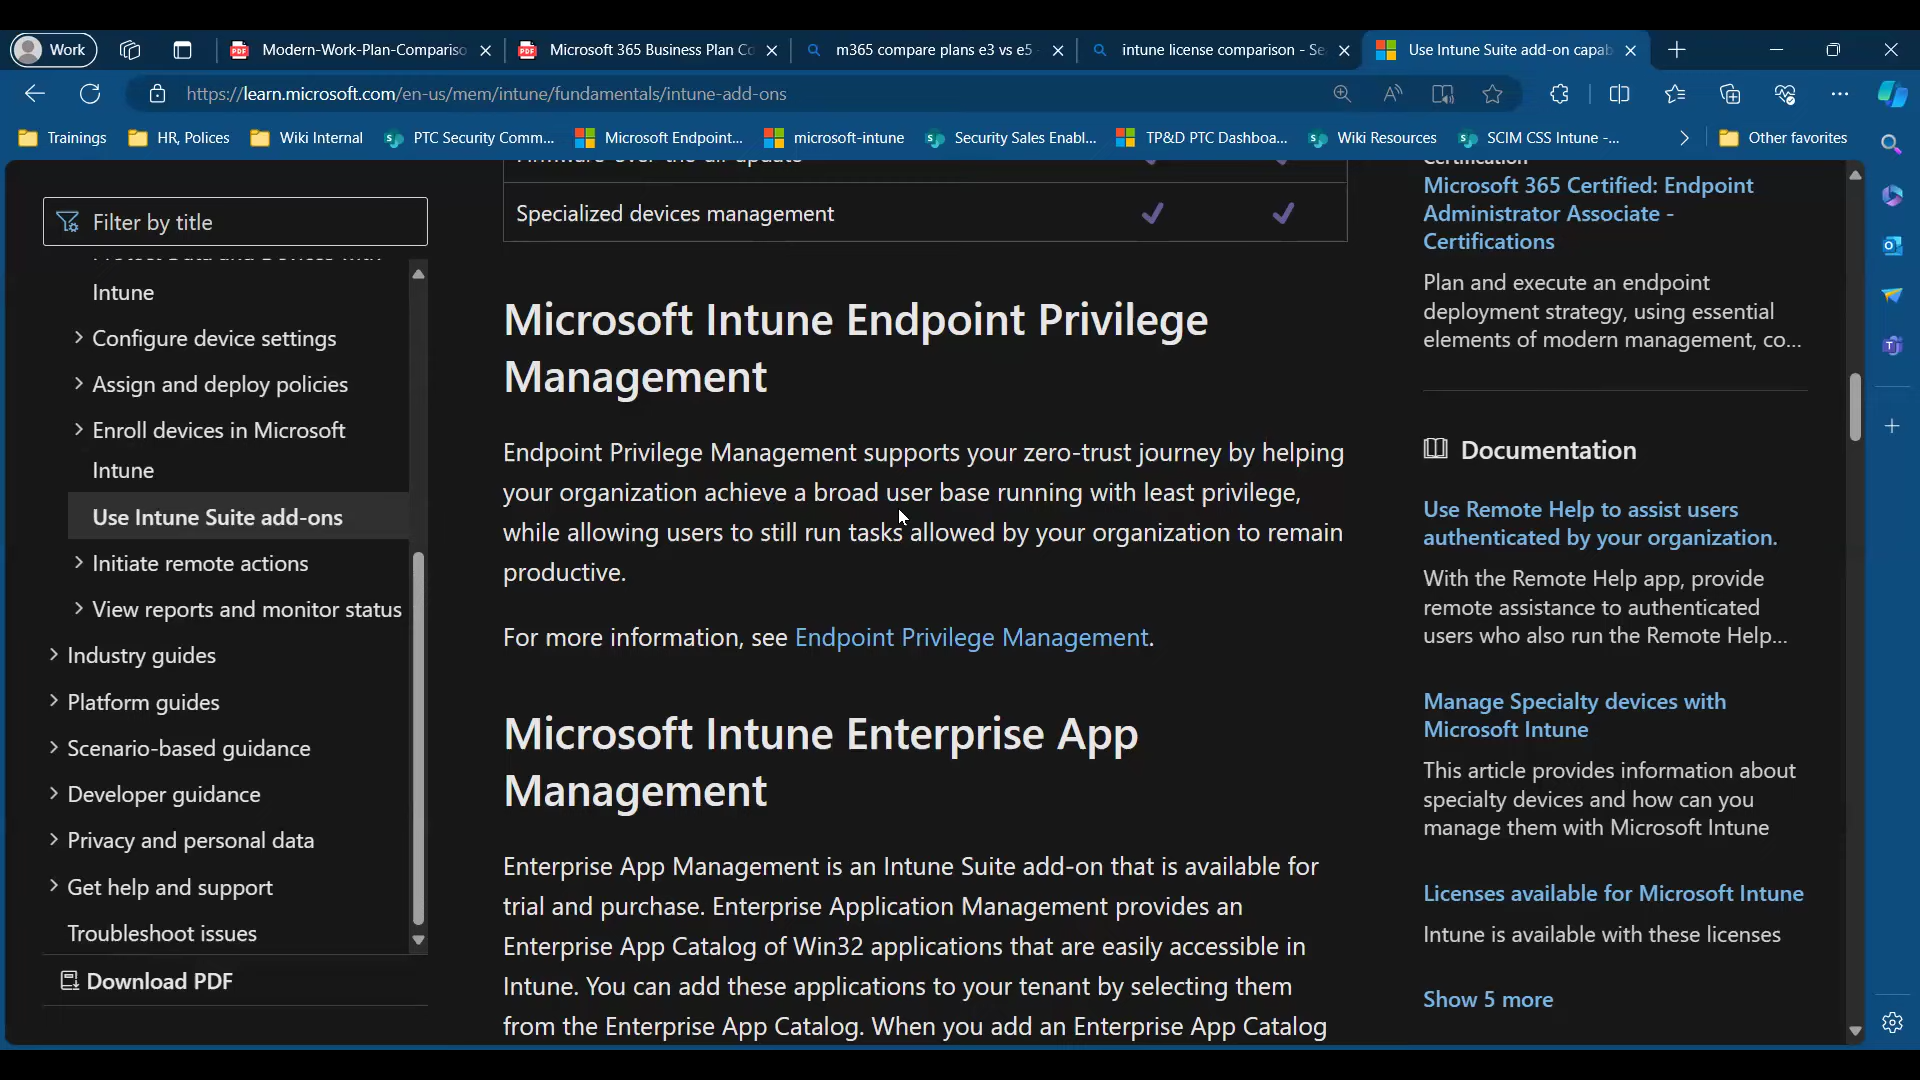 Work
Modern-Work-Plan-Compariso
Microsoft 365 Business Plan Co
m365 compare plans e3 vs e5 -
intune license comparison - Se
Use Intune Suite add-on capab
https://learn.microsoft.com/en-us/mem/intune/fundamentals/intune-add-ons
Trainings
HR, Polices
Wiki Internal
PTC Security Comm...
Microsoft Endpoint...
microsoft-intune
Security Sales Enabl...
TP&D PTC Dashboa...
Wiki Resources
SCIM CSS Intune -...
Other favorites
Filter by title
Protect Data and Devices with
Intune
Configure device settings
Assign and deploy policies
Enroll devices in Microsoft
Intune
Use Intune Suite add-ons
Initiate remote actions
View reports and monitor status
Industry guides
Platform guides
Scenario-based guidance
Developer guidance
Privacy and personal data
Get help and support
Troubleshoot issues
Download PDF
Firmware-over-the-air update
Specialized devices management
Microsoft Intune Endpoint Privilege
Management
Endpoint Privilege Management supports your zero-trust journey by helping
your organization achieve a broad user base running with least privilege,
while allowing users to still run tasks allowed by your organization to remain
productive.
For more information, see Endpoint Privilege Management.
Microsoft Intune Enterprise App
Management
Enterprise App Management is an Intune Suite add-on that is available for
trial and purchase. Enterprise Application Management provides an
Enterprise App Catalog of Win32 applications that are easily accessible in
Intune. You can add these applications to your tenant by selecting them
from the Enterprise App Catalog. When you add an Enterprise App Catalog
Certification
Microsoft 365 Certified: Endpoint
Administrator Associate -
Certifications
Plan and execute an endpoint
deployment strategy, using essential
elements of modern management, co...
Documentation
Use Remote Help to assist users
authenticated by your organization.
With the Remote Help app, provide
remote assistance to authenticated
users who also run the Remote Help...
Manage Specialty devices with
Microsoft Intune
This article provides information about
specialty devices and how can you
manage them with Microsoft Intune
Licenses available for Microsoft Intune
Intune is available with these licenses
Show 5 more